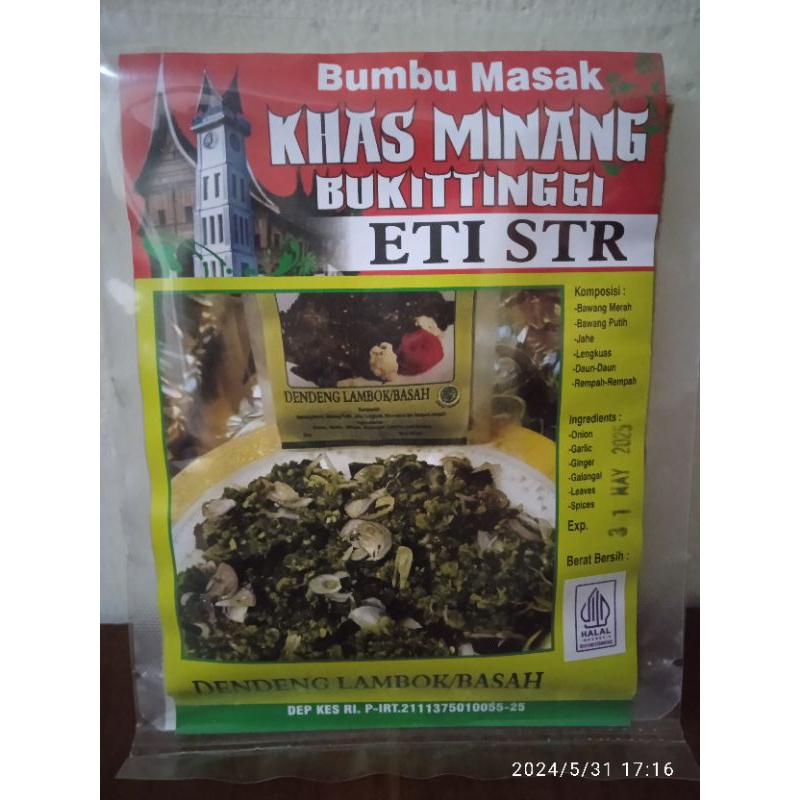 Bumbu Masak
KHAS MINANG
BUKITTINGGI
ETI STR
Komposisi :
-Bawang Merah
-Bawang Putih
-Jahe
-Lengkuas
-Daun-Daun
-Rempah-Rempah
Ingredients :
-Onion
-Garlic
-Ginger
-Galangal
-Leaves
-Spices
Exp.
31 MAY 2025
Berat Bersih :
HALAL
INDONESIA
DENDENG LAMBOK/BASAH
DENDENG LAMBOK/BASAH
DEP KES RI. P-IRT.2111375010055-25
2024/5/31 17:16